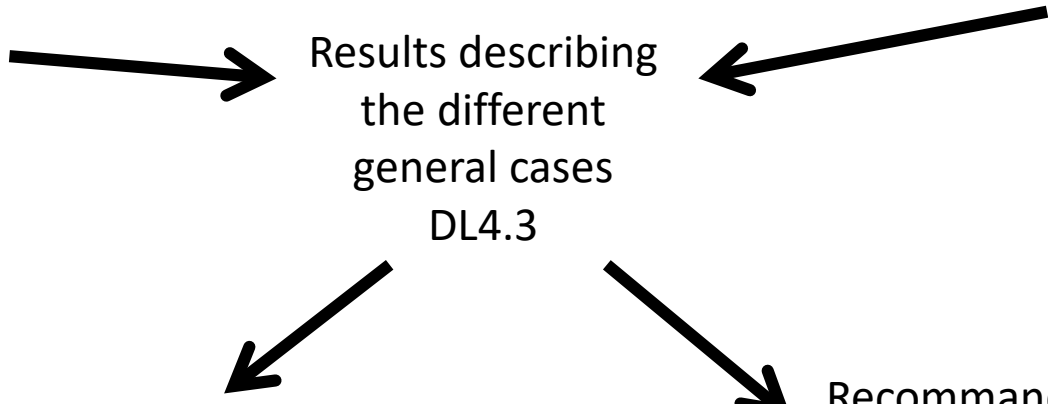 Results describing
the different
general cases
DL4.3